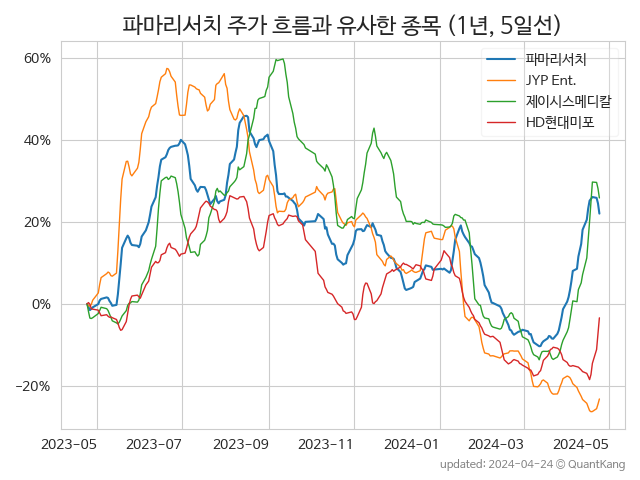 파마리서치 주가 흐름과 유사한 종목 (1년, 5일선)
파마리서치
JYP Ent.
제이시스메디칼
HD현대미포
60%
40%
20%
0%
−20%
2023-05 2023-07 2023-09 2023-11 2024-01 2024-03 2024-05
updated: 2024-04-24 © QuantKang